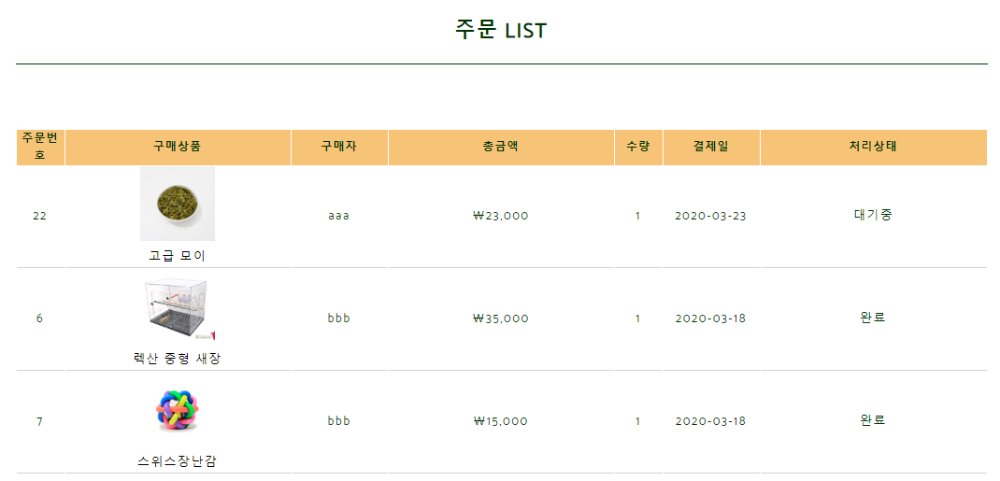 주문 LIST
주문번
호
구매상품
구매자
총금액
수량
결제일
처리상태
22
고급 모이
aaa
₩23,000
1
2020-03-23
대기중
6
렉산 중형 새장
bbb
₩35,000
1
2020-03-18
완료
7
스위스장난감
bbb
₩15,000
1
2020-03-18
완료